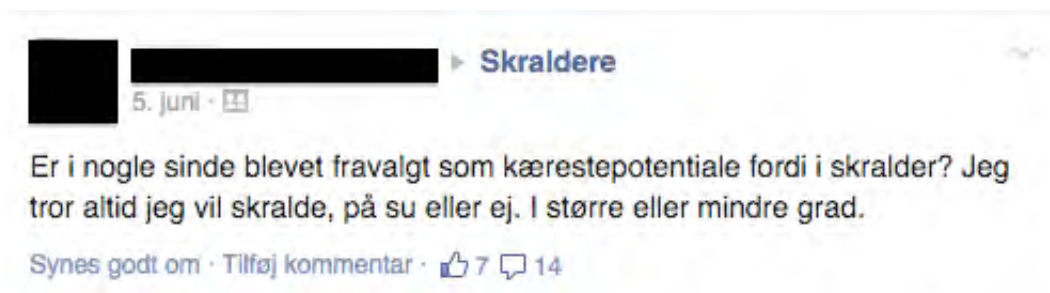 Skraldere
5. juni ·
Er i nogle sinde blevet fravalgt som kærestepotentiale fordi i skralder? Jeg
tror altid jeg vil skralde, på su eller ej. I større eller mindre grad.
Synes godt om · Tilføj kommentar · 7 14